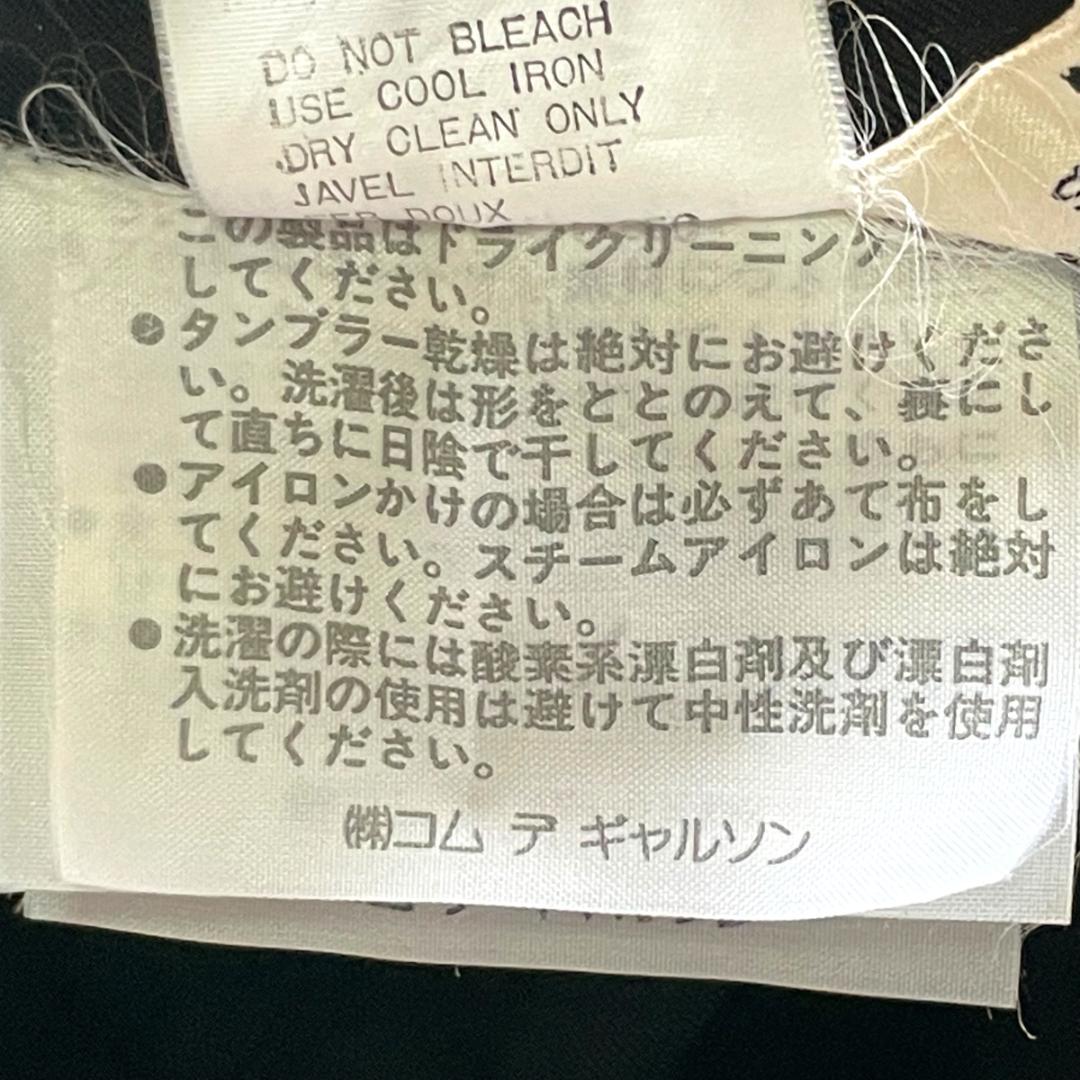 DO NOT BLEACH
USE COOL IRON
DRY CLEAN ONLY
JAVEL INTERDIT
FER DOUX
この製品はドライクリーニング
してください。
●タンブラー乾燥は絶対にお避けくださ
い。洗濯後は形をととのえて、裏にし
て直ちに日陰で干してください。
●アイロンかけの場合は必ずあて布をし
てください。スチームアイロンは絶対
にお避けください。
●洗濯の際には酸素系漂白剤及び漂白剤
入洗剤の使用は避けて中性洗剤を使用
してください。
㈱コム デ ギャルソン